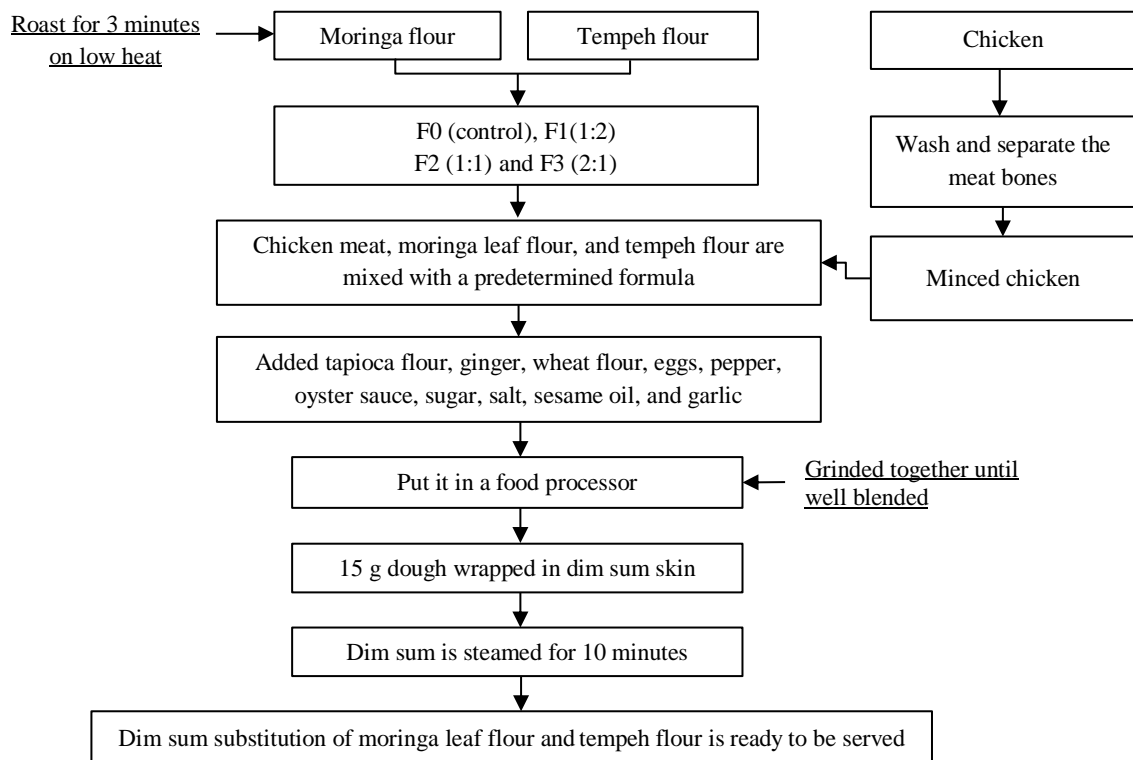 Roast for 3 minutes
on low heat
Moringa flour
Tempeh flour
Chicken
F0 (control), F1(1:2)
F2 (1:1) and F3 (2:1)
Wash and separate the
meat bones
Chicken meat, moringa leaf flour, and tempeh flour are
mixed with a predetermined formula
Minced chicken
Added tapioca flour, ginger, wheat flour, eggs, pepper,
oyster sauce, sugar, salt, sesame oil, and garlic
Put it in a food processor
Grinded together until
well blended
15 g dough wrapped in dim sum skin
Dim sum is steamed for 10 minutes
Dim sum substitution of moringa leaf flour and tempeh flour is ready to be served